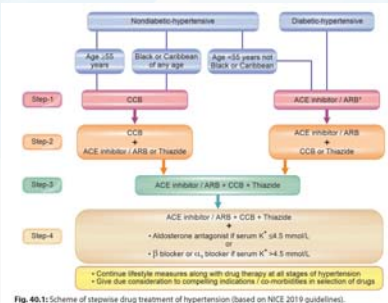 Nondiabetic-hypertensive
Diabetic-hypertensive
Age ≥55
years
Black or Caribbean
of any age
Age <55 years not
Black or Caribbean
Step-1
CCB
ACE inhibitor / ARB*
Step-2
CCB
+
ACE inhibitor/ ARB or Thiazide
ACE inhibitor/ ARB
+
CCB or Thiazide
Step-3
ACE inhibitor / ARB + CCB + Thiazide
Step-4
ACE inhibitor / ARB + CCB + Thiazide
+
• Aldosterone antagonist if serum K⁺ ≤4.5 mmol/L
or
• β blocker or α₁ blocker if serum K⁺ >4.5 mmol/L
• Continue lifestyle measures along with drug therapy at all stages of hypertension
• Give due consideration to compelling indications / co-morbidities in selection of drugs
Fig. 40.1: Scheme of stepwise drug treatment of hypertension (based on NICE 2019 guidelines).